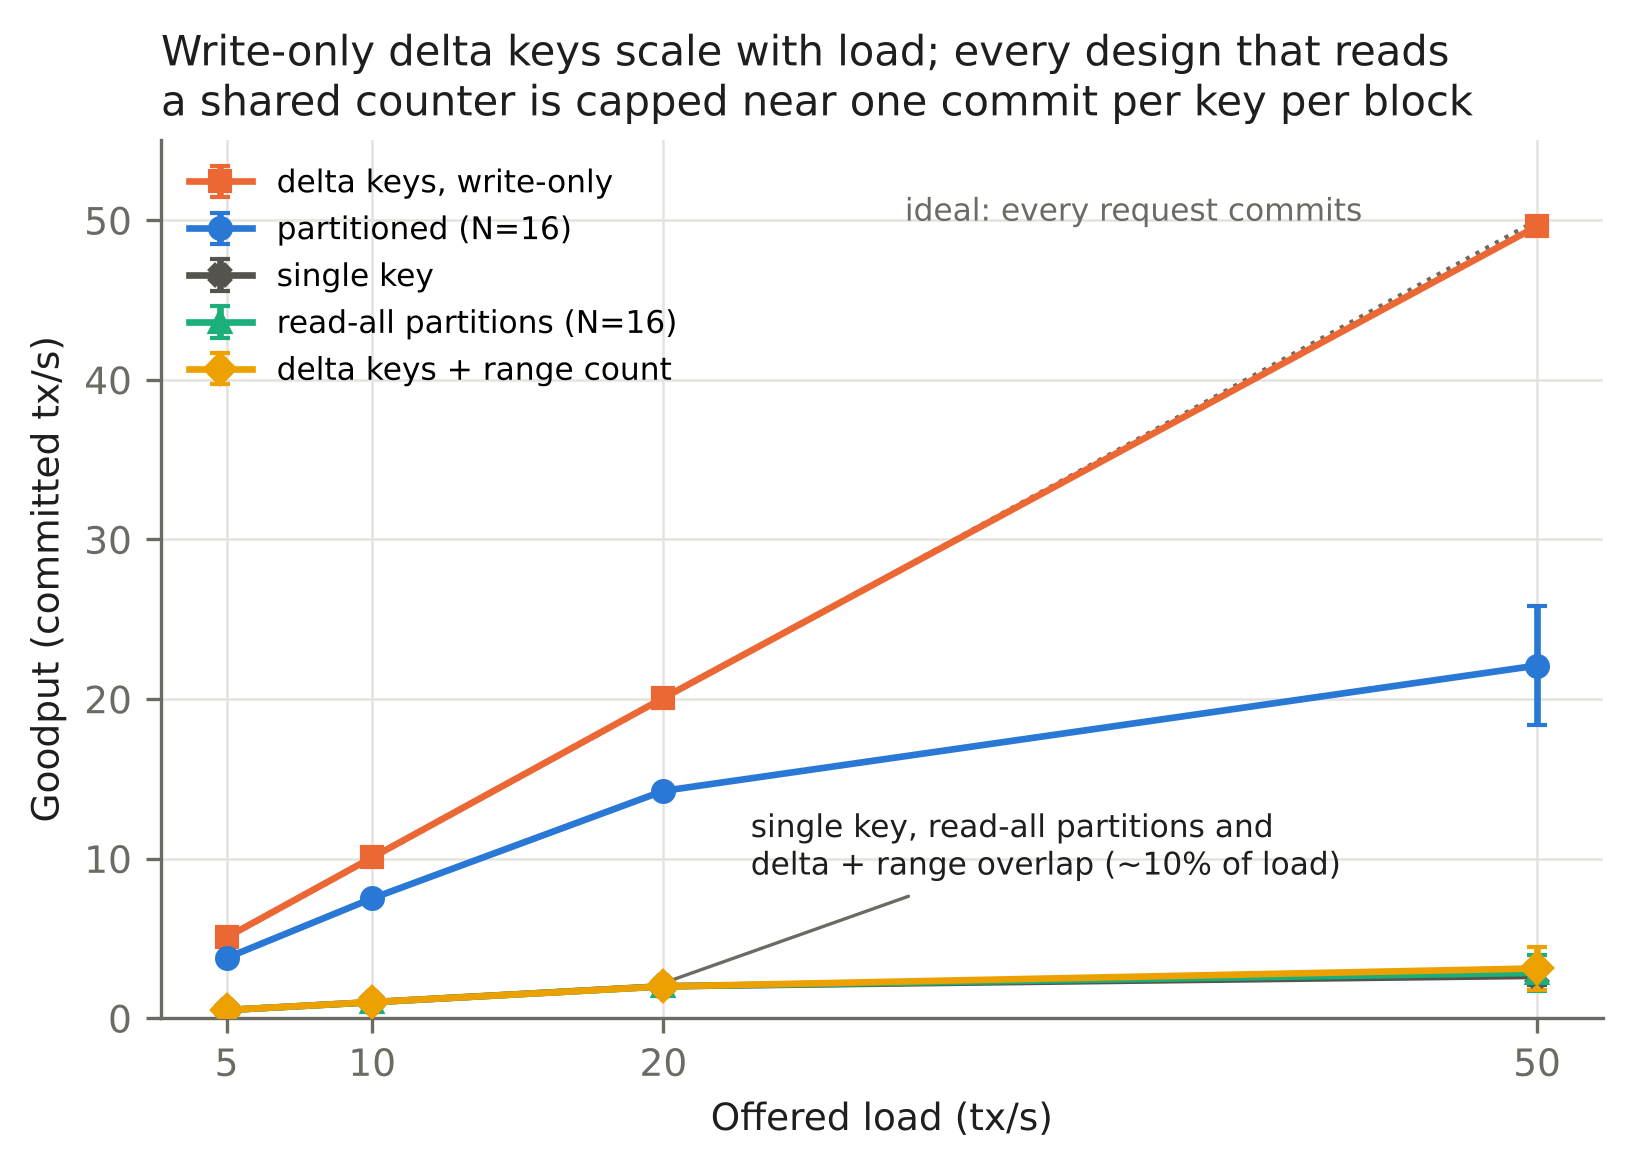 Write-only delta keys scale with load; every design that reads
a shared counter is capped near one commit per key per block
delta keys, write-only
partitioned (N=16)
single key
read-all partitions (N=16)
delta keys + range count
ideal: every request commits
single key, read-all partitions and
delta + range overlap (~10% of load)
Goodput (committed tx/s)
50
40
30
20
10
0
5
10
20
50
Offered load (tx/s)